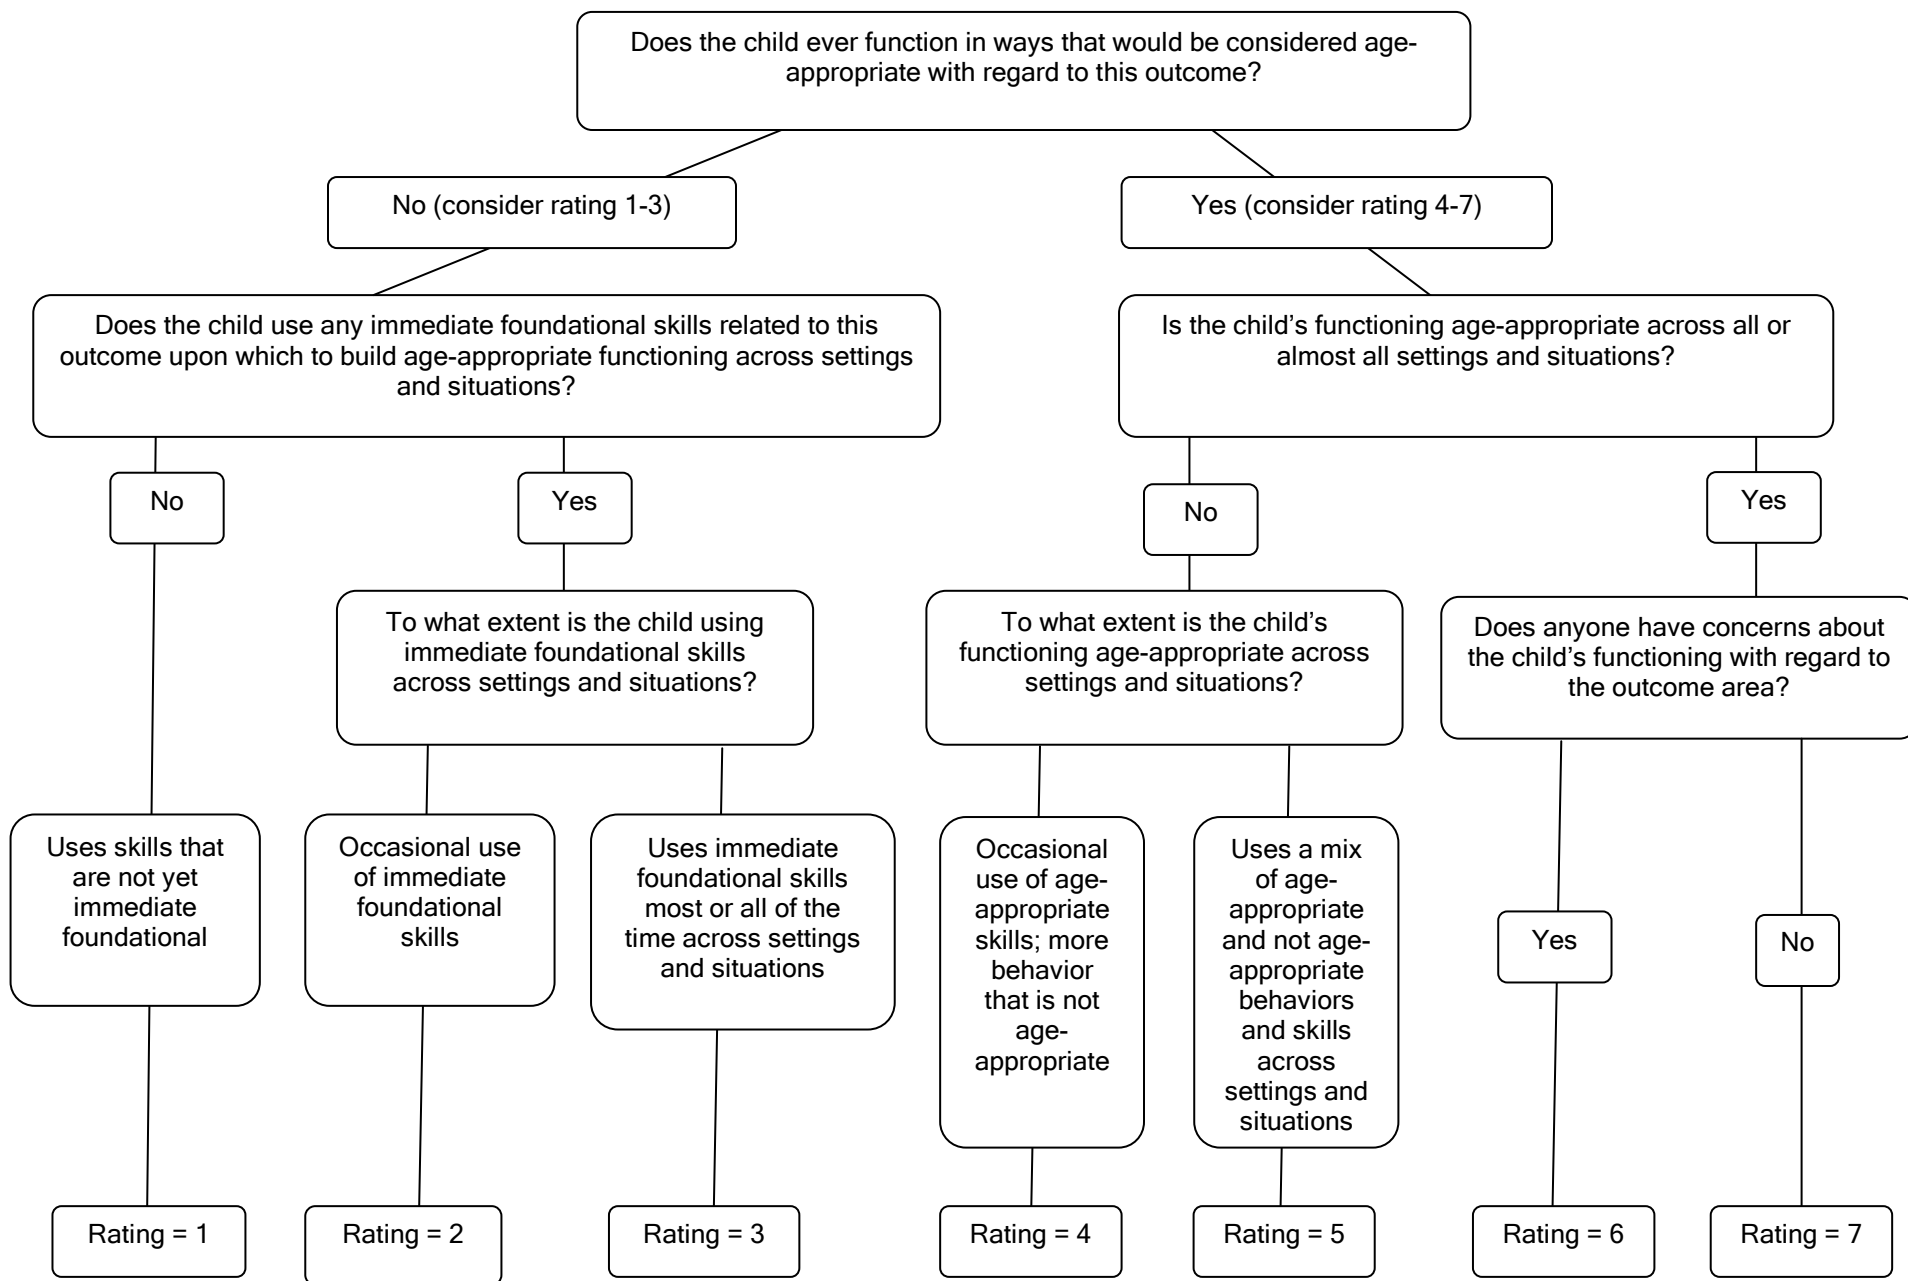 Does the child ever function in ways that would be considered age-
appropriate with regard to this outcome?
No (consider rating 1-3)
Yes (consider rating 4-7)
Does the child use any immediate foundational skills related to this
outcome upon which to build age-appropriate functioning across settings
and situations?
Is the child’s functioning age-appropriate across all or
almost all settings and situations?
No
Yes
No
Yes
To what extent is the child using
immediate foundational skills
across settings and situations?
To what extent is the child’s
functioning age-appropriate across
settings and situations?
Does anyone have concerns about
the child’s functioning with regard to
the outcome area?
Uses skills that
are not yet
immediate
foundational
Occasional use
of immediate
foundational
skills
Uses immediate
foundational skills
most or all of the
time across settings
and situations
Occasional
use of age-
appropriate
skills; more
behavior
that is not
age-
appropriate
Uses a mix
of age-
appropriate
and not age-
appropriate
behaviors
and skills
across
settings and
situations
Yes
No
Rating = 1
Rating = 2
Rating = 3
Rating = 4
Rating = 5
Rating = 6
Rating = 7